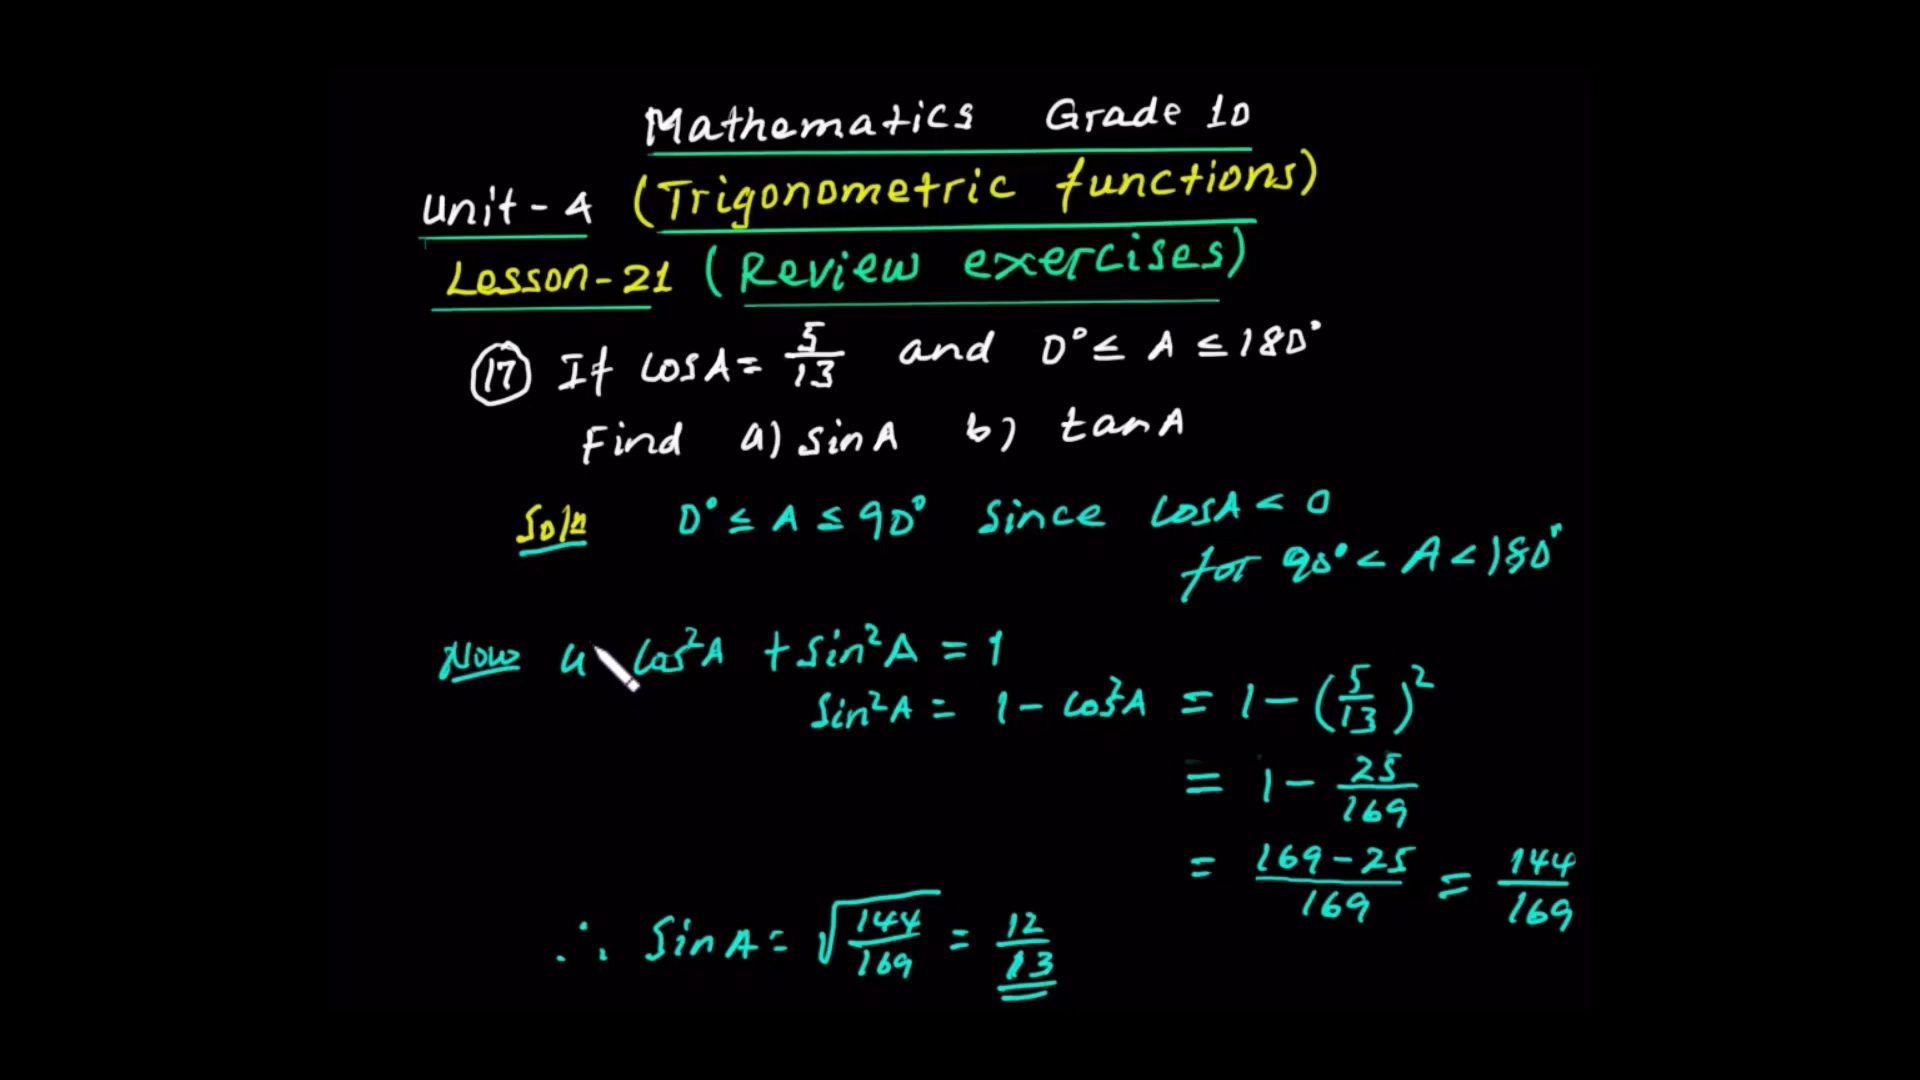 Mathematics Grade 10
Unit - 4 (Trigonometric functions)
Lesson - 21 (Review exercises)
17 If cosA = 5/13 and 0° ≤ A ≤ 180°
Find a) sinA b) tanA
Soln 0° ≤ A ≤ 90° since cosA < 0
for 90° < A < 180°
Now a cos²A + sin²A = 1
sin²A = 1 - cos²A = 1 - (5/13)²
= 1 - 25/169
= 169 - 25/169 = 144/169
∴ sinA = √144/169 = 12/13